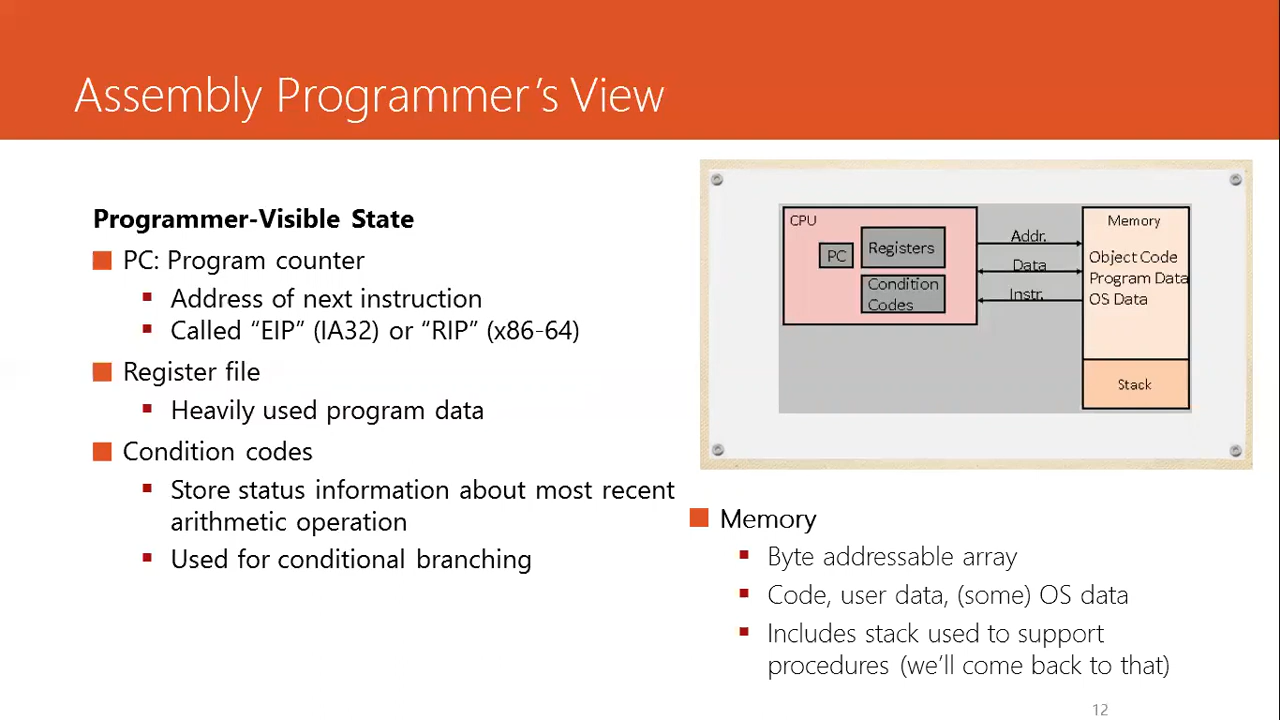 Assembly Programmer's View
Programmer-Visible State
PC: Program counter
Address of next instruction
Called “EIP” (IA32) or “RIP” (x86-64)
Register file
Heavily used program data
Condition codes
Store status information about most recent
arithmetic operation
Used for conditional branching
CPU
PC
Registers
Condition
Codes
Addr.
Data
Instr.
Memory
Object Code
Program Data
OS Data
Stack
Memory
Byte addressable array
Code, user data, (some) OS data
Includes stack used to support
procedures (we'll come back to that)
12